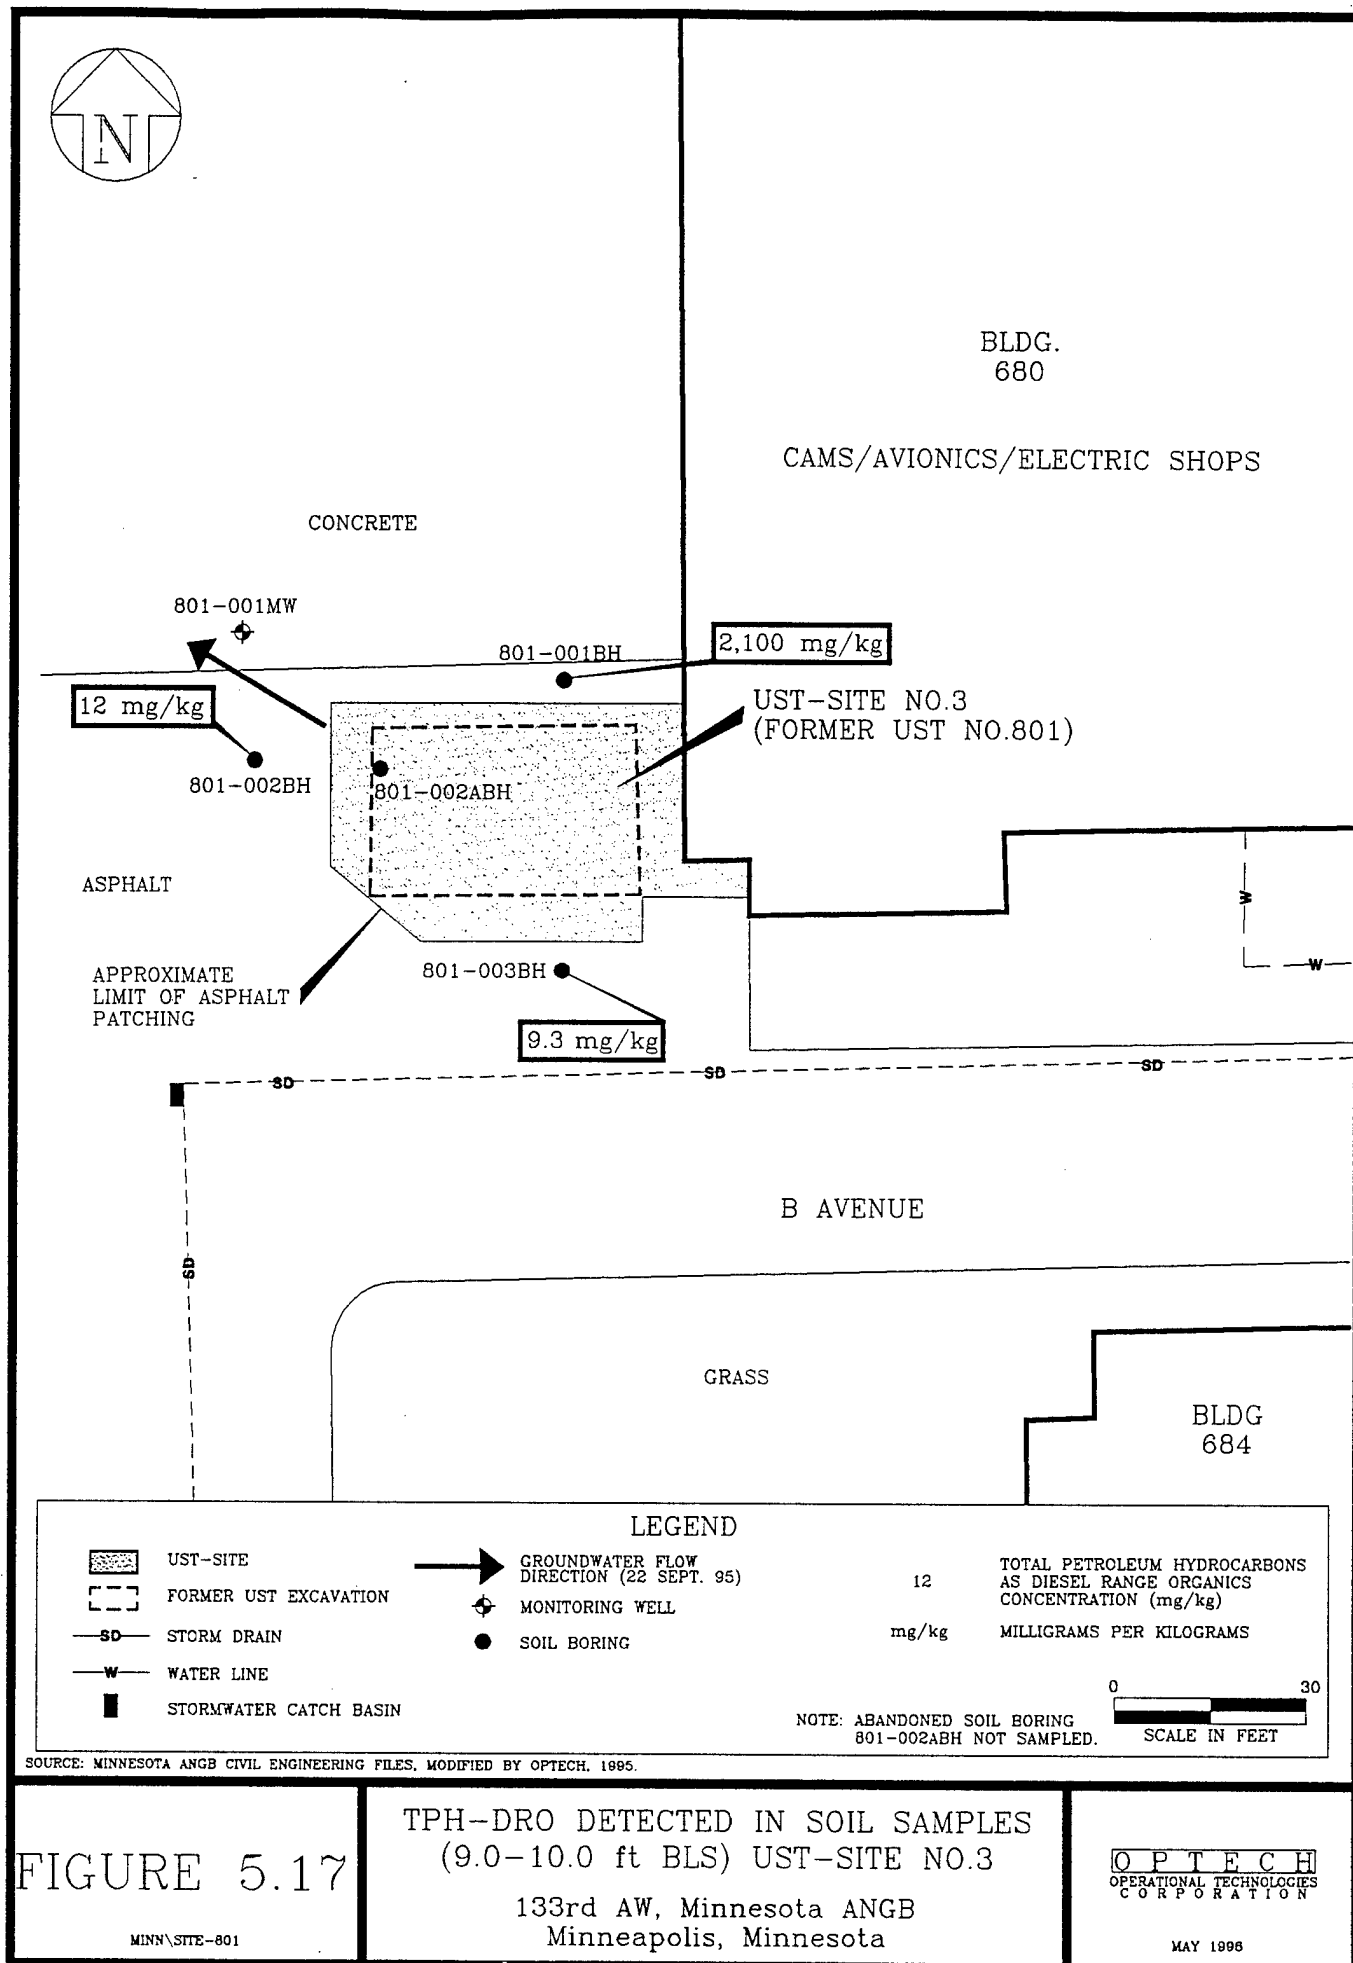 N
BLDG.
680
CAMS/AVIONICS/ELECTRIC SHOPS
CONCRETE
801-001MW
801-001BH
2,100 mg/kg
12 mg/kg
UST-SITE NO.3
(FORMER UST NO.801)
801-002BH
801-002ABH
ASPHALT
W
W
APPROXIMATE
LIMIT OF ASPHALT
PATCHING
801-003BH
9.3 mg/kg
SD
SD
SD
SD
B AVENUE
GRASS
BLDG
684
LEGEND
UST-SITE
FORMER UST EXCAVATION
SD STORM DRAIN
W WATER LINE
STORMWATER CATCH BASIN
GROUNDWATER FLOW
DIRECTION (22 SEPT. 95)
MONITORING WELL
SOIL BORING
12 TOTAL PETROLEUM HYDROCARBONS
AS DIESEL RANGE ORGANICS
CONCENTRATION (mg/kg)
mg/kg MILLIGRAMS PER KILOGRAMS
NOTE: ABANDONED SOIL BORING
801-002ABH NOT SAMPLED.
0 30
SCALE IN FEET
SOURCE: MINNESOTA ANGB CIVIL ENGINEERING FILES, MODIFIED BY OPTECH, 1995.
FIGURE 5.17
MINN\SITE-801
TPH-DRO DETECTED IN SOIL SAMPLES
(9.0-10.0 ft BLS) UST-SITE NO.3
133rd AW, Minnesota ANGB
Minneapolis, Minnesota
OPTECH
OPERATIONAL TECHNOLOGIES
CORPORATION
MAY 1996